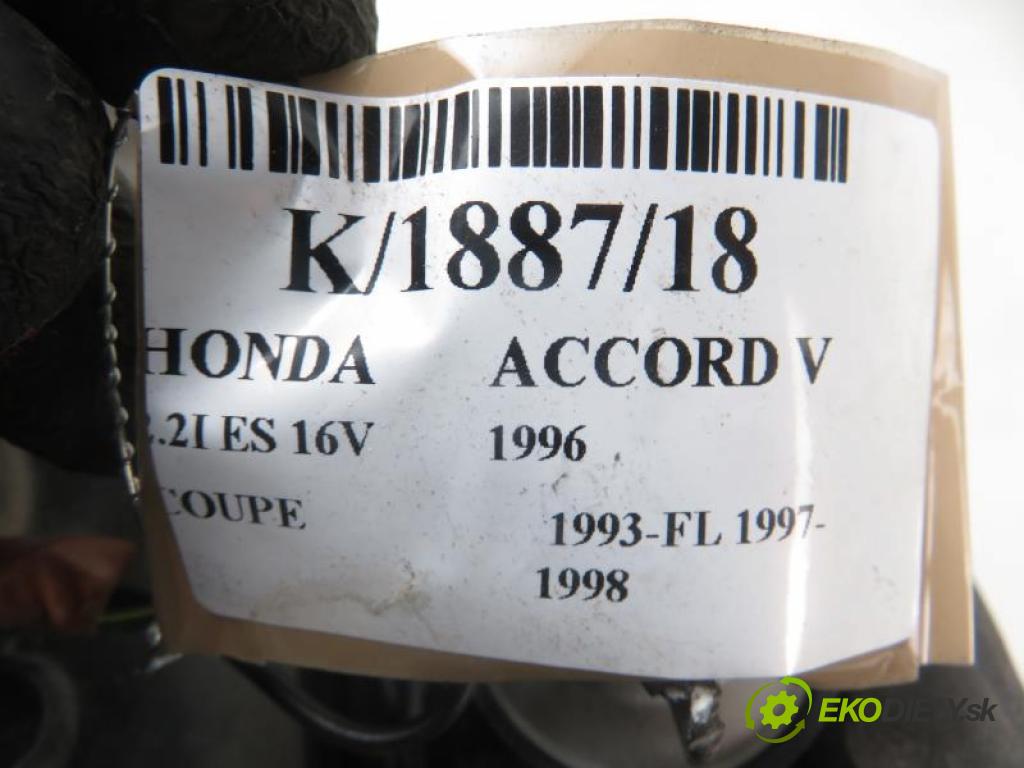 K/1887/18
HONDA ACCORD V
.2I ES 16V 1996
COUPE 1993-FL 1997-
1998
EKODIELY.sk